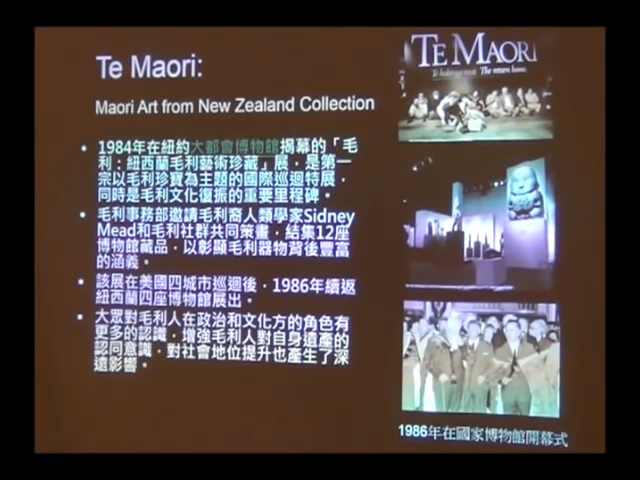 Te Maori:
Maori Art from New Zealand Collection
• 1984年在紐約大都會博物館揭幕的「毛
利：紐西蘭毛利藝術珍藏」展，是第一
宗以毛利珍寶為主題的國際巡迴特展，
同時是毛利文化復振的重要里程碑。
• 毛利事務部邀請毛利裔人類學家Sidney
Mead和毛利社群共同策畫，結集12座
博物館藏品，以彰顯毛利器物背後豐富
的涵義。
• 該展在美國四城市巡迴後，1986年續返
紐西蘭四座博物館展出。
• 大眾對毛利人在政治和文化方的角色有
更多的認識，增強毛利人對自身遺產的
認同意識，對社會地位提升也產生了深
遠影響。
TE MAORI
Te hokinga mai The return home.
1986年在國家博物館開幕式